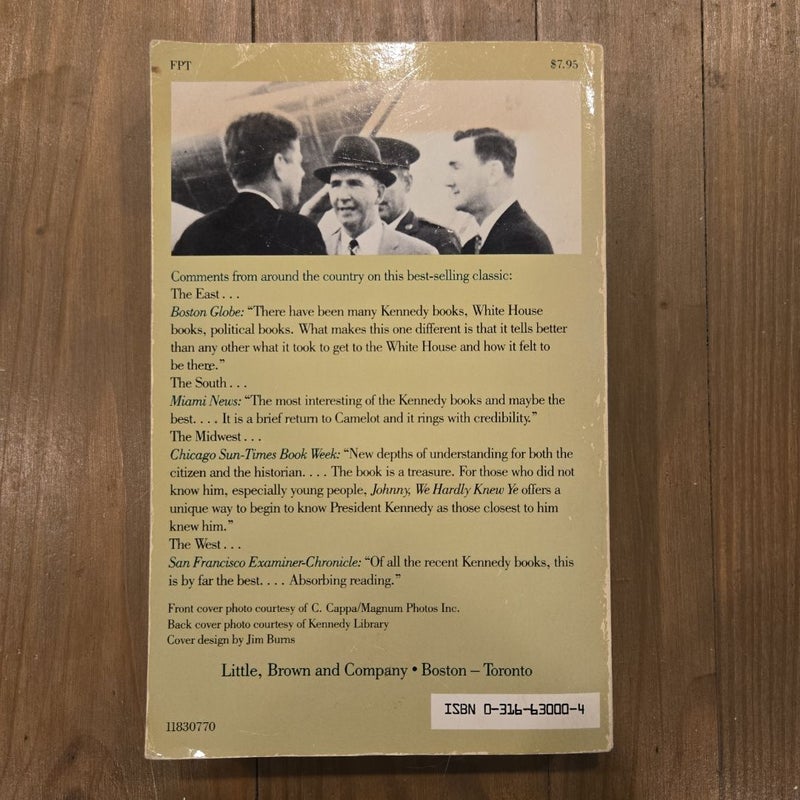 FPT
$7.95
Comments from around the country on this best-selling classic:
The East . . .
Boston Globe: “There have been many Kennedy books, White House
books, political books. What makes this one different is that it tells better
than any other what it took to get to the White House and how it felt to
be there.”
The South . . .
Miami News: “The most interesting of the Kennedy books and maybe the
best. . . . It is a brief return to Camelot and it rings with credibility.”
The Midwest . . .
Chicago Sun-Times Book Week: “New depths of understanding for both the
citizen and the historian. . . . The book is a treasure. For those who did not
know him, especially young people, Johnny, We Hardly Knew Ye offers a
unique way to begin to know President Kennedy as those closest to him
knew him.”
The West . . .
San Francisco Examiner-Chronicle: “Of all the recent Kennedy books, this
is by far the best. . . . Absorbing reading.”
Front cover photo courtesy of C. Cappa/Magnum Photos Inc.
Back cover photo courtesy of Kennedy Library
Cover design by Jim Burns
Little, Brown and Company • Boston – Toronto
ISBN 0-316-63000-4
11830770